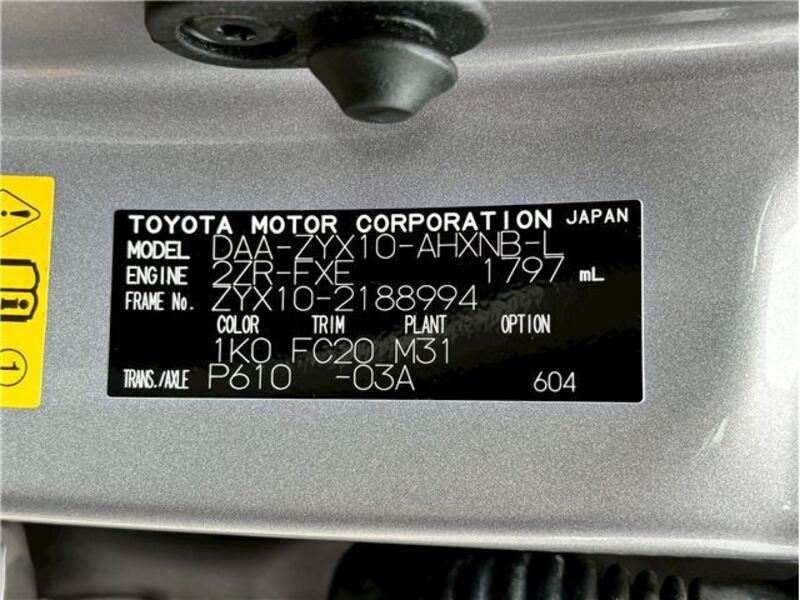 TOYOTA MOTOR CORPORATION JAPAN
MODEL DAA-ZYX10-AHXNB-L
ENGINE 2ZR-FXE 1797 mL
FRAME No. ZYX10-2188994
COLOR TRIM PLANT OPTION
1K0 FC20 M31
TRANS./AXLE P610 -03A 604
1